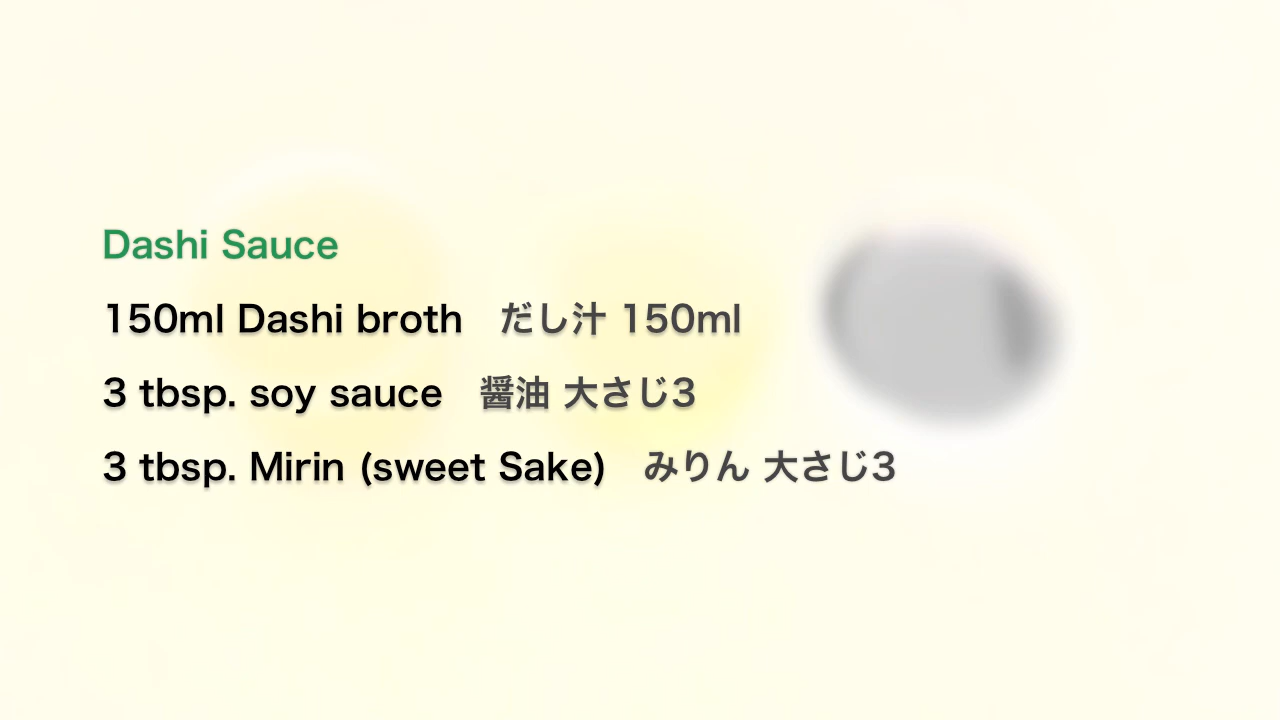 Dashi Sauce
150ml Dashi broth　だし汁 150ml
3 tbsp. soy sauce　醤油 大さじ3
3 tbsp. Mirin (sweet Sake)　みりん 大さじ3